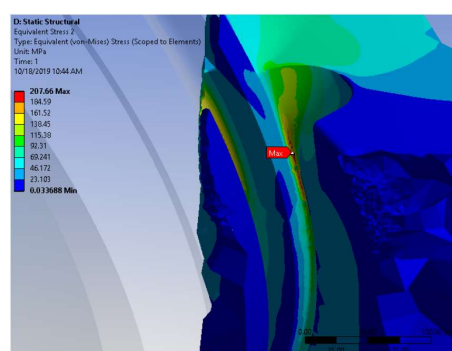 D: Static Structural
Equivalent Stress 2
Type: Equivalent (von-Mises) Stress (Scoped to Elements)
Unit: MPa
Time: 1
10/18/2019 10:44 AM
207.66 Max
184.59
161.52
138.45
115.38
92.31
69.241
46.172
23.103
0.033688 Min
Max
0.00